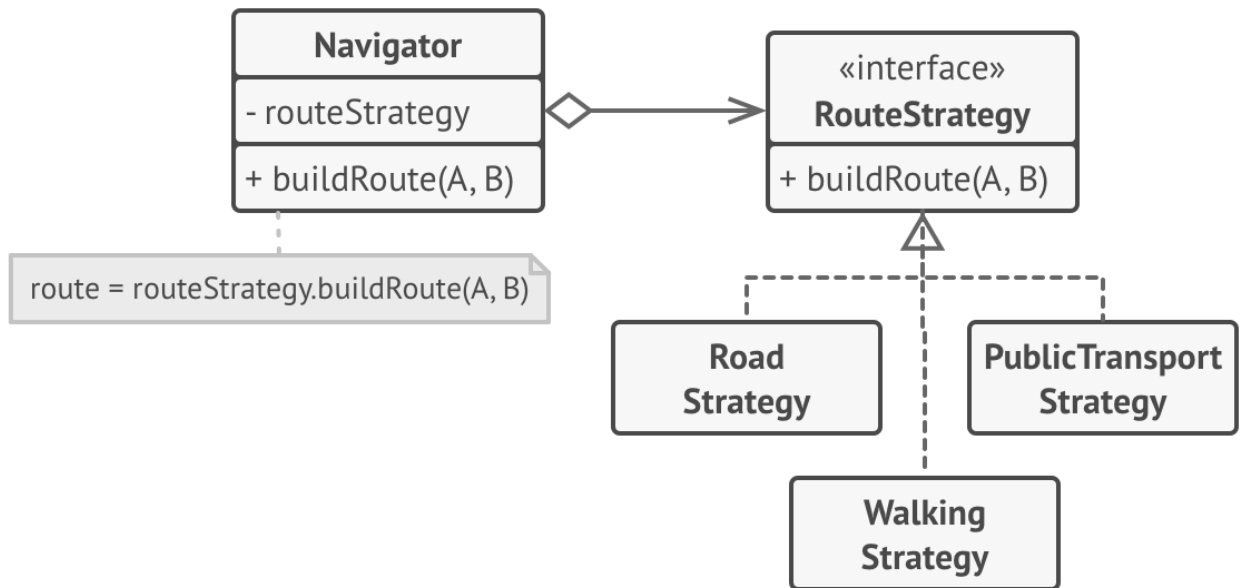 Navigator
- routeStrategy
+ buildRoute(A, B)
route = routeStrategy.buildRoute(A, B)
«interface»
RouteStrategy
+ buildRoute(A, B)
Road
Strategy
PublicTransport
Strategy
Walking
Strategy